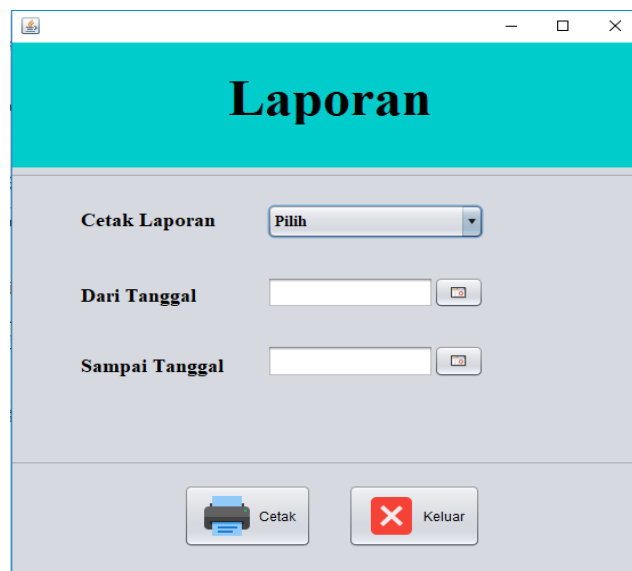 Laporan
Cetak Laporan
Pilih
Dari Tanggal
Sampai Tanggal
Cetak
Keluar